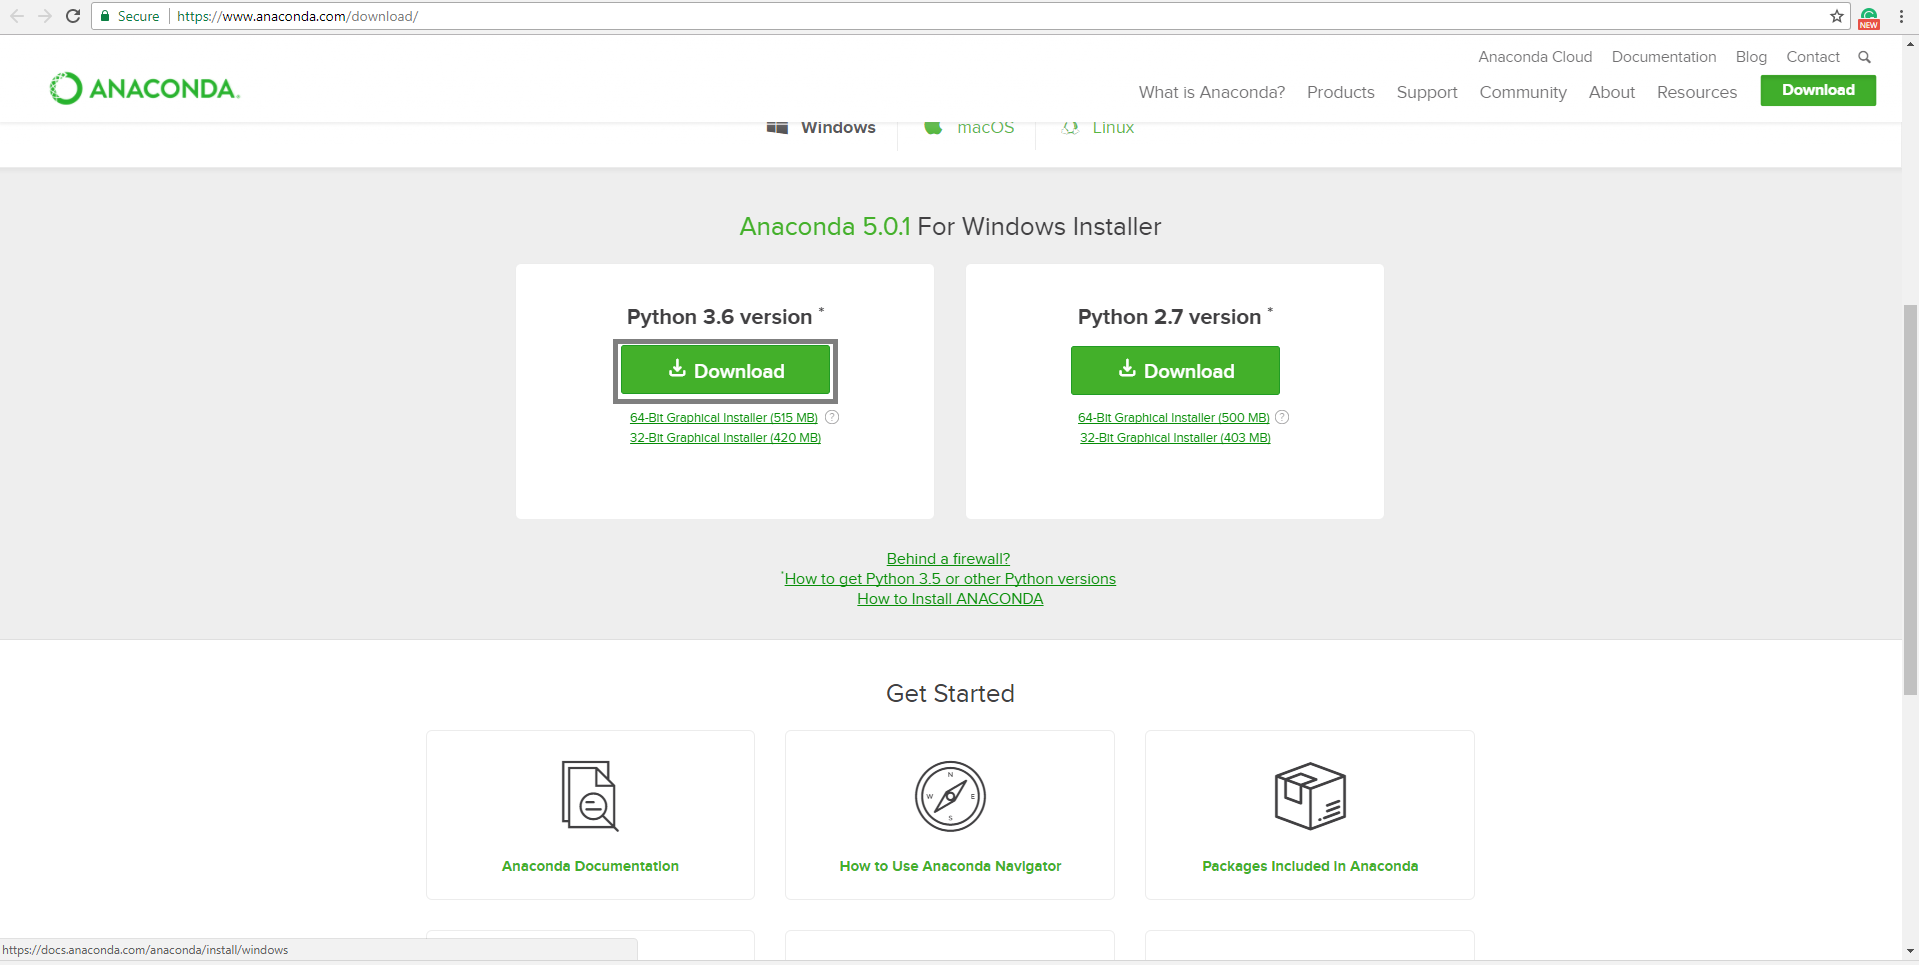 Secure https://www.anaconda.com/download/
NEW
Anaconda Cloud Documentation Blog Contact
ANACONDA.
What is Anaconda? Products Support Community About Resources Download
Windows macOS Linux
Anaconda 5.0.1 For Windows Installer
Python 3.6 version *
Download
64-Bit Graphical Installer (515 MB) ?
32-Bit Graphical Installer (420 MB)
Python 2.7 version *
Download
64-Bit Graphical Installer (500 MB) ?
32-Bit Graphical Installer (403 MB)
Behind a firewall?
*How to get Python 3.5 or other Python versions
How to Install ANACONDA
Get Started
Anaconda Documentation
N
W E
S
How to Use Anaconda Navigator
Packages Included in Anaconda
https://docs.anaconda.com/anaconda/install/windows